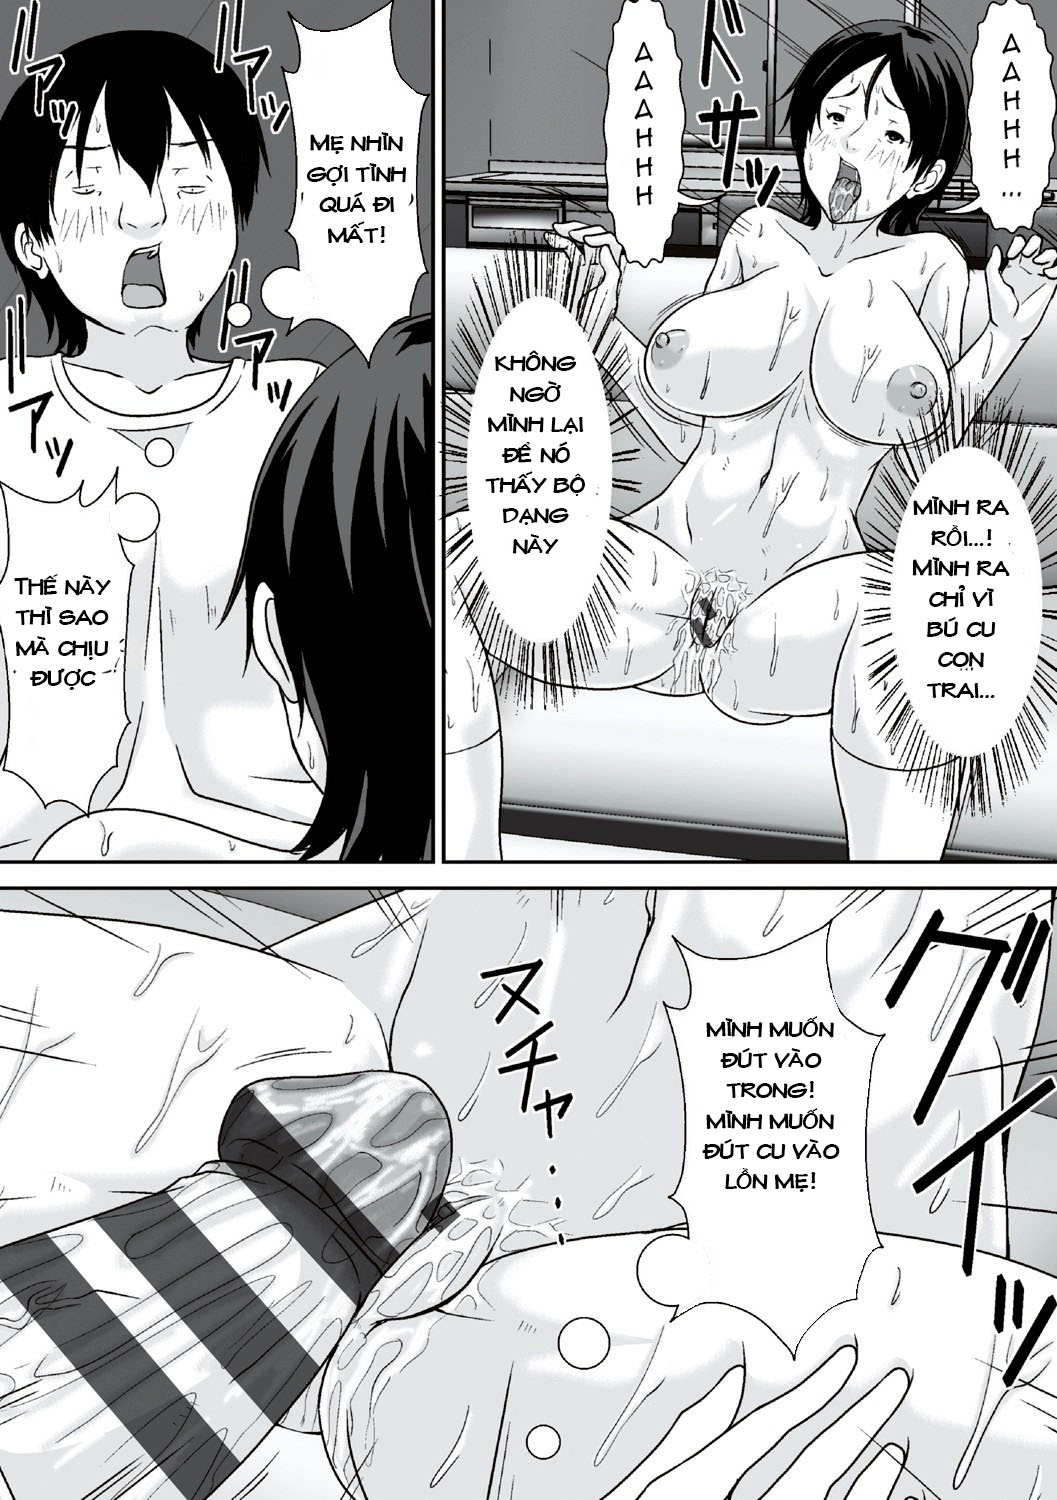 AAHHH...
AAAHHH
ドサッ
MÌNH RA
RỒI...!
MÌNH RA
CHỈ VÌ
BÚ CU
CON
TRAI...
KHÔNG
NGỜ
MÌNH LẠI
ĐỂ NÓ
THẤY BỘ
DẠNG
NÀY
MẸ NHÌN
GỢI TÌNH
QUÁ ĐI
MẤT!
ハァッ
ハァッ
ハァッ
ハァッ
THẾ NÀY
THÌ SAO
MÀ CHỊU
ĐƯỢC
グイッ
MÌNH MUỐN
ĐÚT VÀO
TRONG!
MÌNH MUỐN
ĐÚT CU VÀO
LỒN MẸ!
ヌチャ...